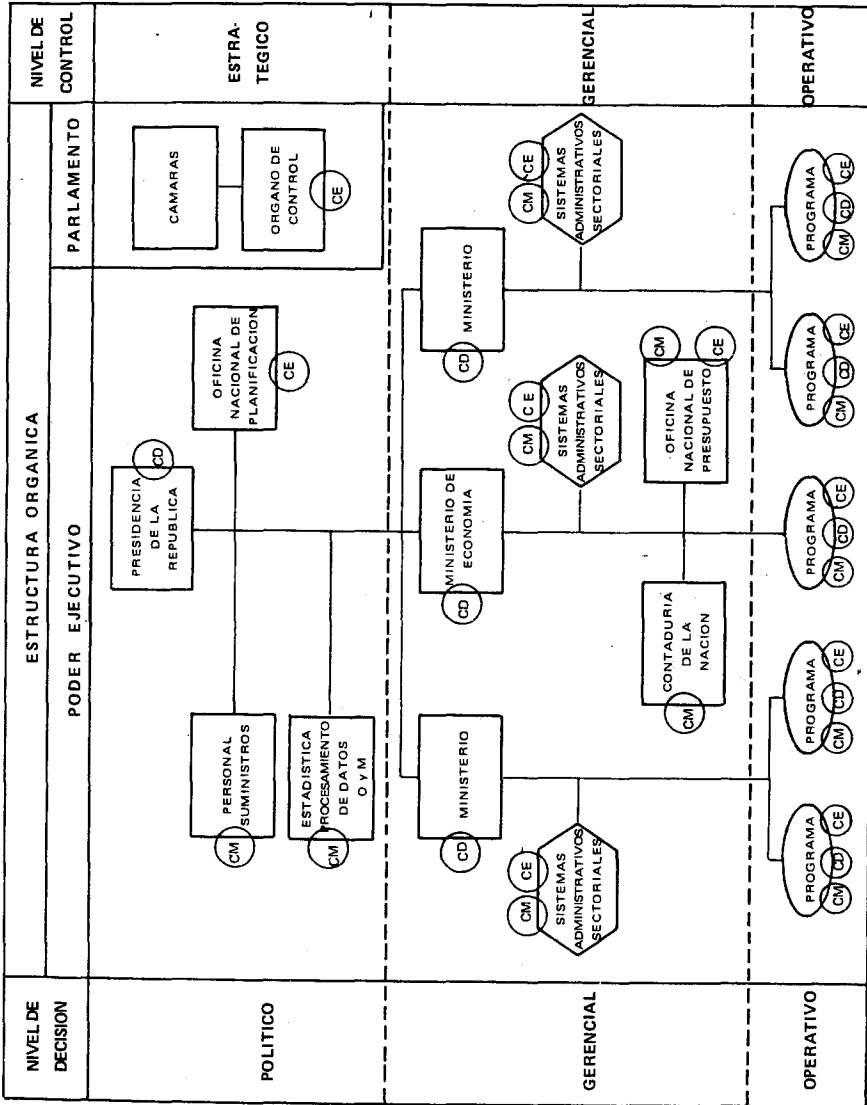 ESTRUCTURA ORGANICA
NIVEL DE
DECISION
PODER EJECUTIVO
PARLAMENTO
NIVEL DE
CONTROL
POLITICO
PRESIDENCIA
DE LA
REPUBLICA
CD
CAMARAS
ESTRA-
TEGICO
PERSONAL
SUMINISTROS
CM
OFICINA
NACIONAL DE
PLANIFICACION
CE
ORGANO DE
CONTROL
CE
ESTADISTICA
PROCESAMIENTO
DE DATOS
O y M
CM
GERENCIAL
MINISTERIO
CD
MINISTERIO DE
ECONOMIA
CD
MINISTERIO
CD
GERENCIAL
CM
CE
SISTEMAS
ADMINISTRATIVOS
SECTORIALES
CM
CE
SISTEMAS
ADMINISTRATIVOS
SECTORIALES
CM
CE
SISTEMAS
ADMINISTRATIVOS
SECTORIALES
CONTADURIA
DE LA
NACION
CM
OFICINA
NACIONAL DE
PRESUPUESTO
CM
CE
OPERATIVO
PROGRAMA
CM
CD
CE
PROGRAMA
CM
CD
CE
PROGRAMA
CM
CD
CE
PROGRAMA
CM
CD
CE
PROGRAMA
CM
CD
CE
OPERATIVO